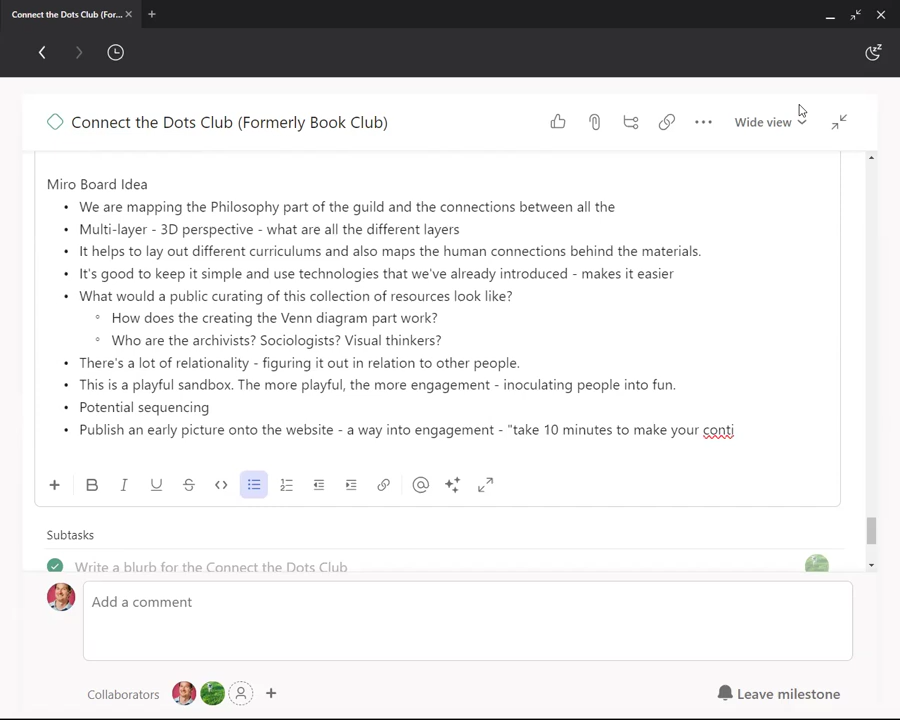 Connect the Dots Club (For...
Connect the Dots Club (Formerly Book Club)
Wide view
Miro Board Idea
We are mapping the Philosophy part of the guild and the connections between all the
Multi-layer - 3D perspective - what are all the different layers
It helps to lay out different curriculums and also maps the human connections behind the materials.
It's good to keep it simple and use technologies that we've already introduced - makes it easier
What would a public curating of this collection of resources look like?
How does the creating the Venn diagram part work?
Who are the archivists? Sociologists? Visual thinkers?
There's a lot of relationality - figuring it out in relation to other people.
This is a playful sandbox. The more playful, the more engagement - inoculating people into fun.
Potential sequencing
Publish an early picture onto the website - a way into engagement - "take 10 minutes to make your conti
Subtasks
Write a blurb for the Connect the Dots Club
Add a comment
Collaborators
Leave milestone